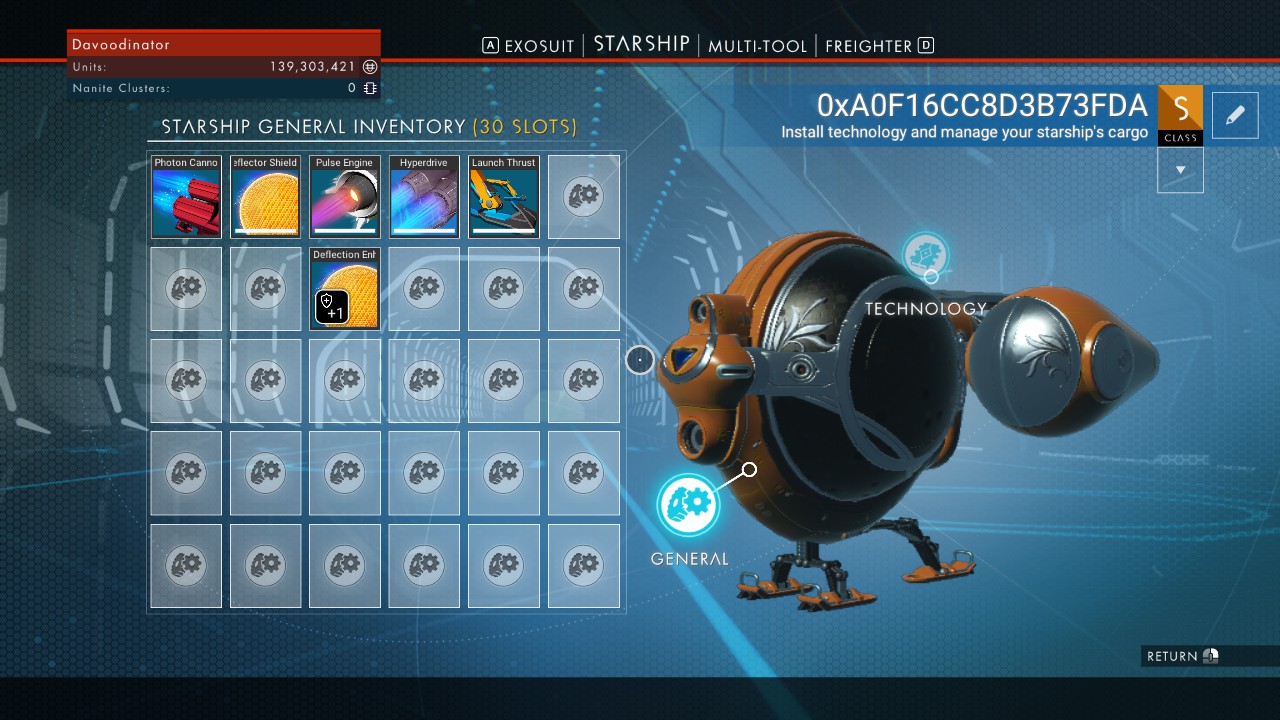 Davoodinator
Units: 139,303,421
Nanite Clusters: 0
A EXOSUIT STARSHIP MULTI-TOOL FREIGHTER D
0xA0F16CC8D3B73FDA
Install technology and manage your starship's cargo
S
CLASS
STARSHIP GENERAL INVENTORY (30 SLOTS)
Photon Canno eflector Shield Pulse Engine Hyperdrive Launch Thrust
Deflection Enh
+1
TECHNOLOGY
GENERAL
RETURN